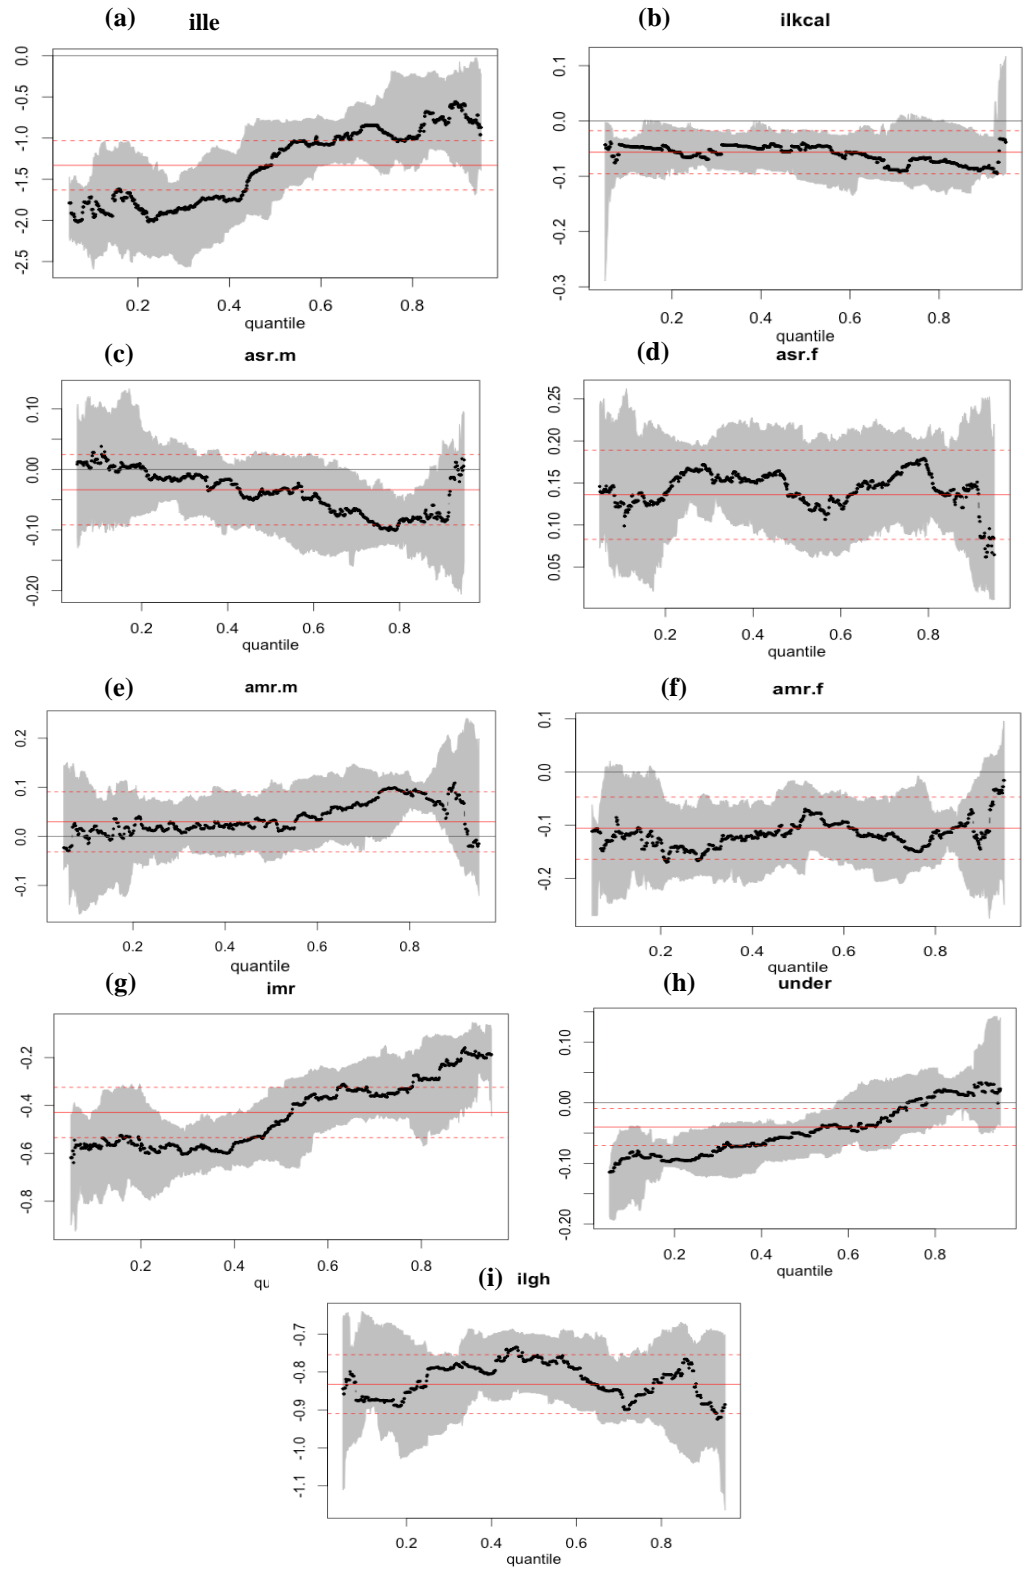 (a) ille
(b) ilkcal
0.0
-0.5
-1.0
-1.5
-2.0
-2.5
0.2 0.4 0.6 0.8
quantile
0.1
0.0
-0.1
-0.2
-0.3
0.2 0.4 0.6 0.8
quantile
(c) asr.m
(d) asr.f
0.10
0.00
-0.10
-0.20
0.2 0.4 0.6 0.8
quantile
0.25
0.20
0.15
0.10
0.05
0.2 0.4 0.6 0.8
quantile
(e) amr.m
(f) amr.f
0.2
0.1
0.0
-0.1
0.2 0.4 0.6 0.8
quantile
0.1
0.0
-0.1
-0.2
0.2 0.4 0.6 0.8
quantile
(g) imr
(h) under
-0.2
-0.4
-0.6
-0.8
0.2 0.4 0.6 0.8
qu
0.10
0.00
-0.10
-0.20
0.2 0.4 0.6 0.8
quantile
(i) ilgh
-0.7
-0.8
-0.9
-1.0
-1.1
0.2 0.4 0.6 0.8
quantile